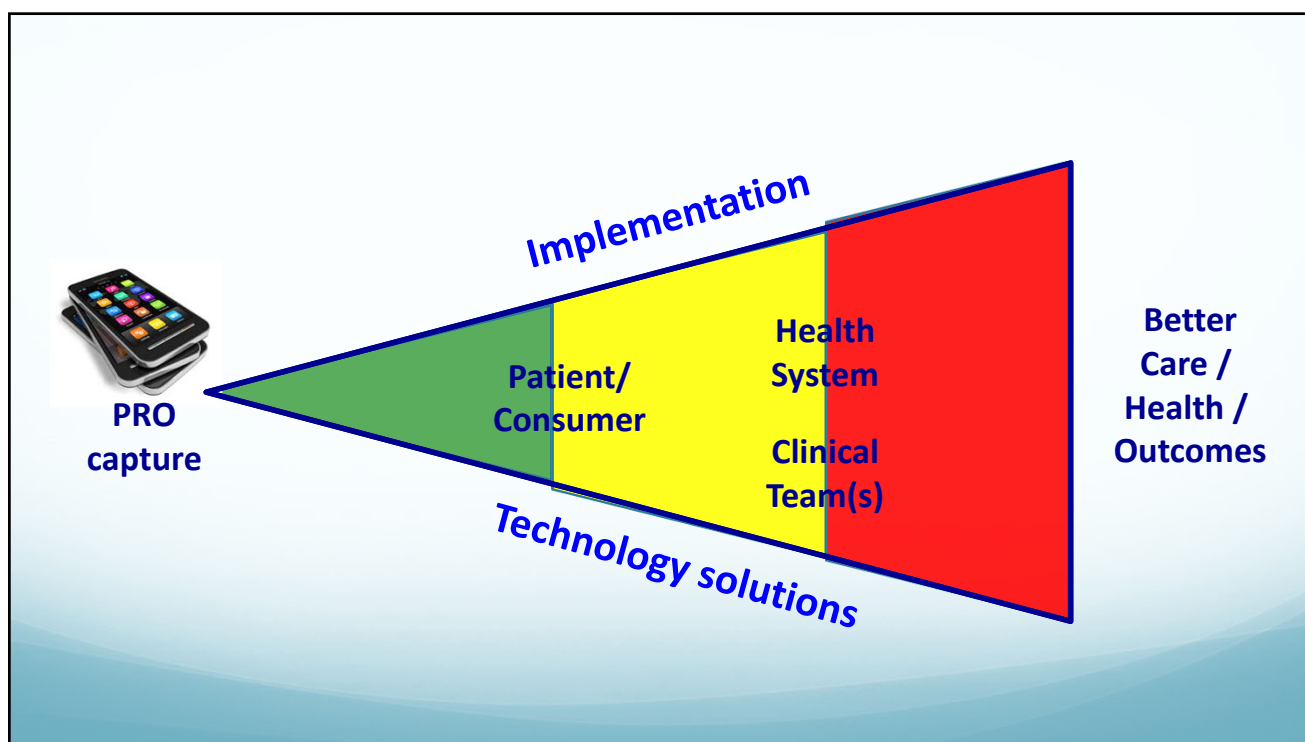 Implementation
PRO
capture
Patient/
Consumer
Health
System
Clinical
Team(s)
Technology solutions
Better
Care /
Health /
Outcomes